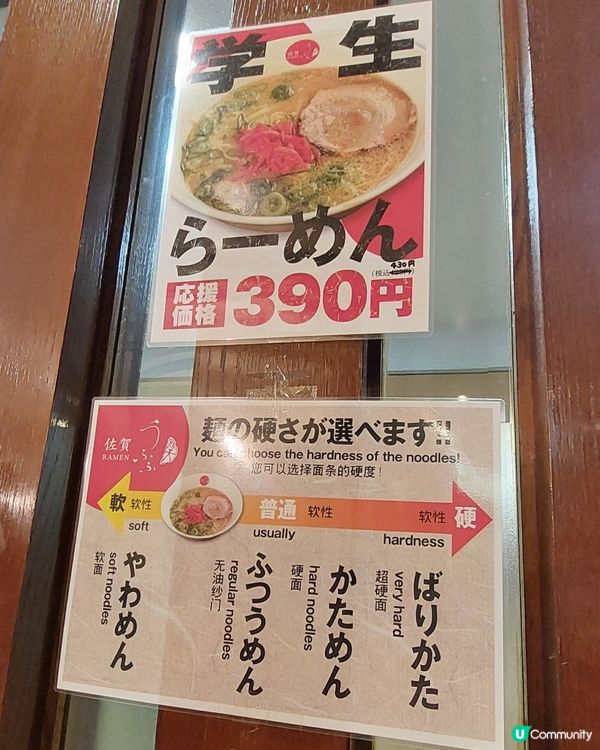 学生
佐賀
らーめん
応援
価格
390円
430円
(税込
佐賀
RAMEN
うらふ
麺の硬さが選べます!!
You can choose the hardness of the noodles!
您可以选择面条的硬度!
軟 软性
soft
普通 软性
usually
软性 硬
hardness
やわめん
soft noodles
软面
ふつうめん
regular noodles
无油纱门
かためん
hard noodles
硬面
ばりかた
very hard
超硬面
U Community